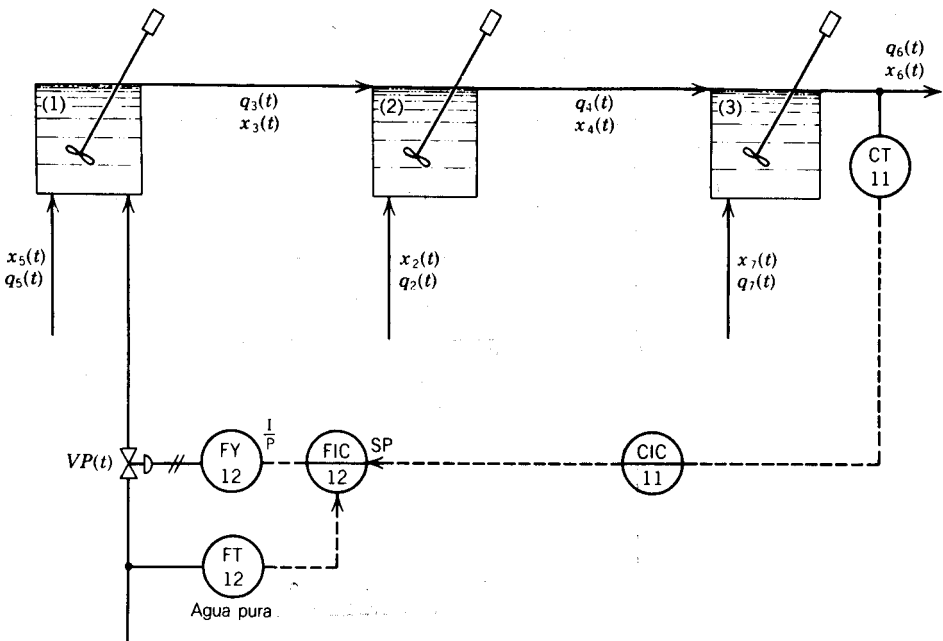 q₆(t)
x₆(t)
(1)
q₃(t)
x₃(t)
(2)
q₄(t)
x₄(t)
(3)
CT
11
x₅(t)
q₅(t)
x₂(t)
q₂(t)
x₇(t)
q₇(t)
VP(t)
FY
12
I
P
FIC
12
SP
CIC
11
FT
12
Agua pura